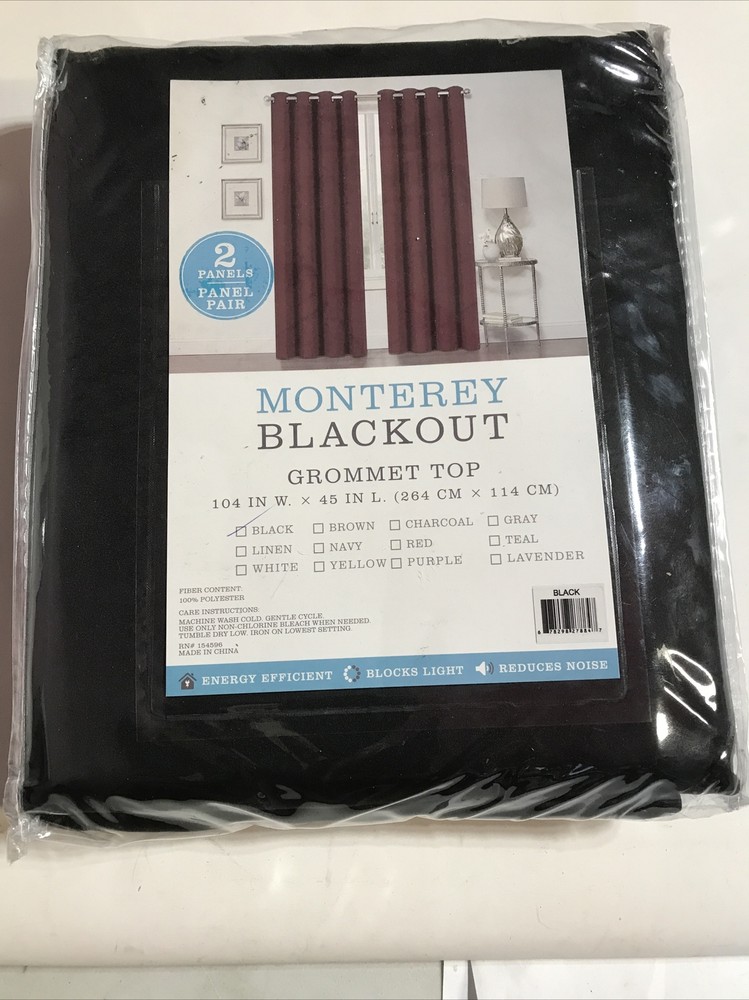 2
PANELS
PANEL
PAIR
MONTEREY
BLACKOUT
GROMMET TOP
104 IN W. × 45 IN L. (264 CM × 114 CM)
BLACK BROWN CHARCOAL GRAY
LINEN NAVY RED TEAL
WHITE YELLOW PURPLE LAVENDER
FIBER CONTENT:
100% POLYESTER
CARE INSTRUCTIONS:
MACHINE WASH COLD. GENTLE CYCLE.
USE ONLY NON-CHLORINE BLEACH WHEN NEEDED.
TUMBLE DRY LOW. IRON ON LOWEST SETTING.
RN# 154596
MADE IN CHINA
BLACK
ENERGY EFFICIENT BLOCKS LIGHT REDUCES NOISE